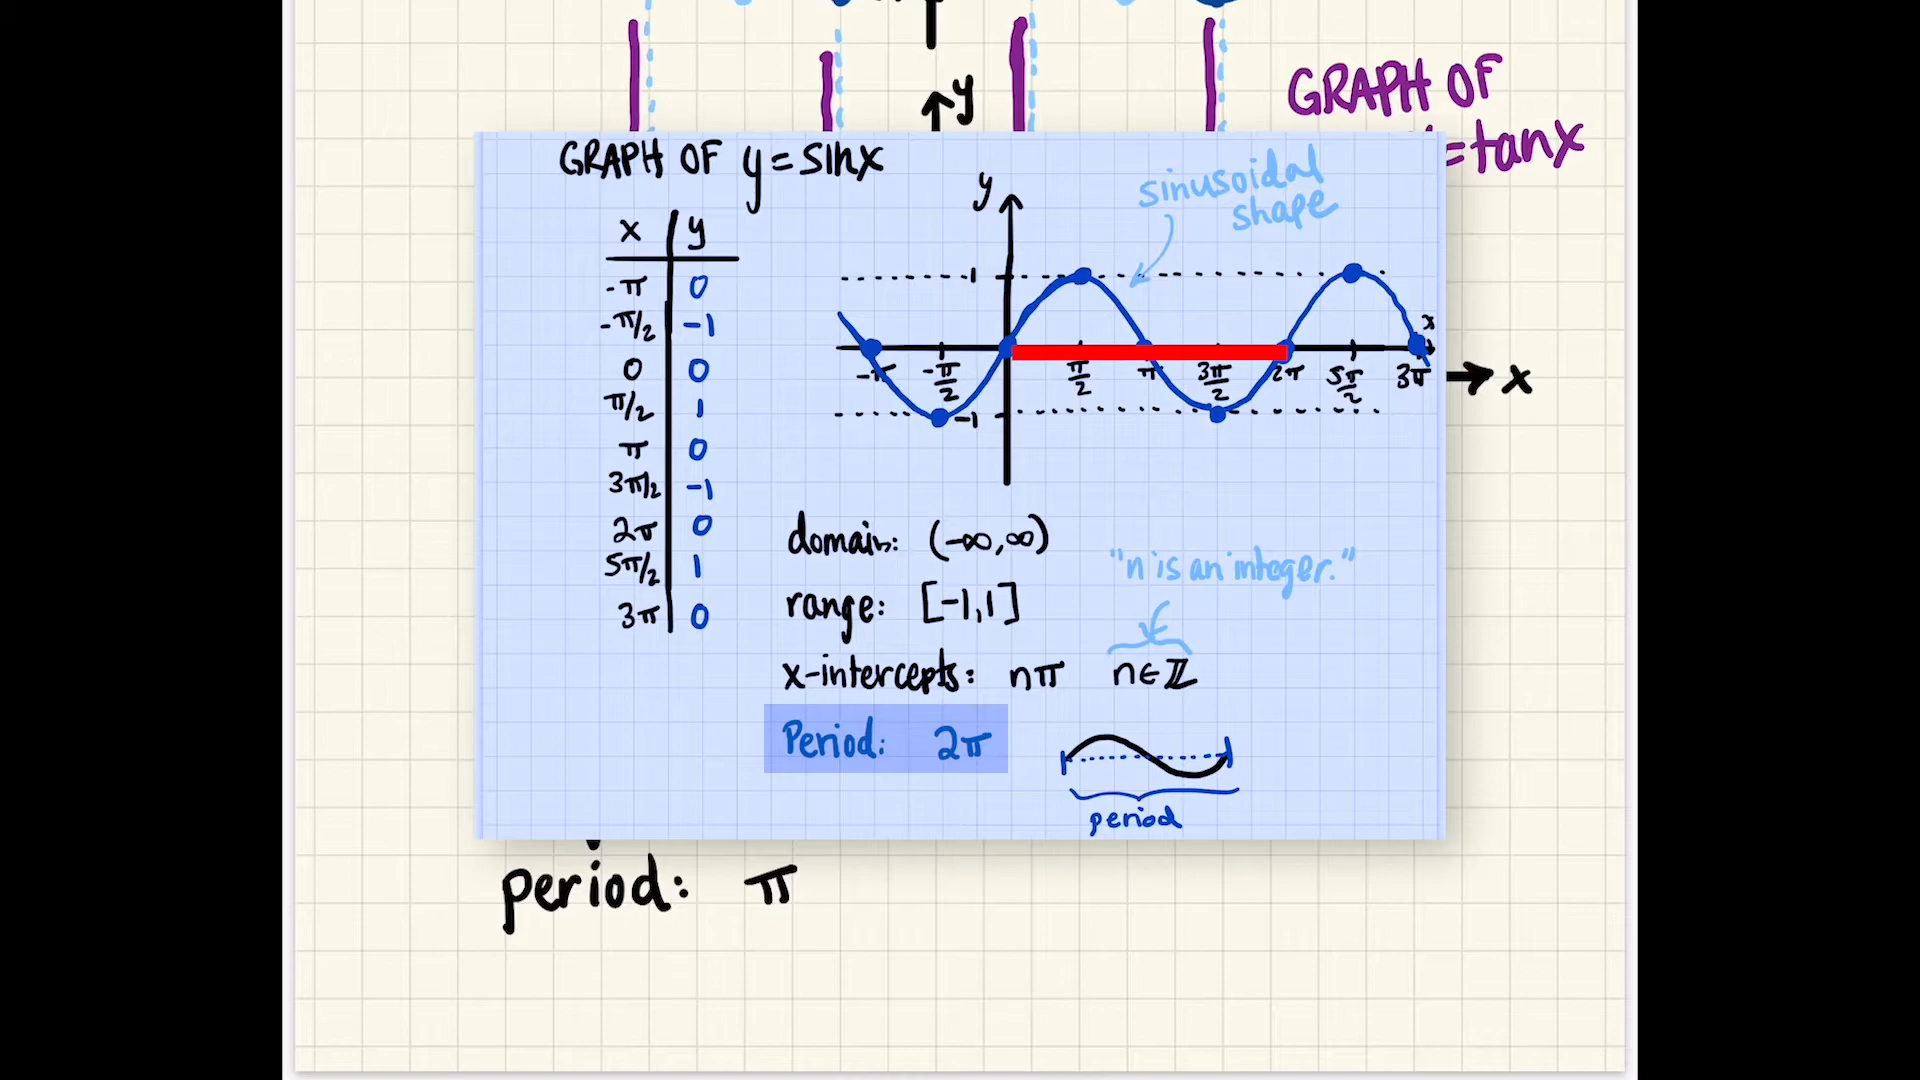 y
GRAPH OF
=tanx
GRAPH OF y=sinx
x y
-π 0
-π/2 -1
0 0
π/2 1
π 0
3π/2 -1
2π 0
5π/2 1
3π 0
y
sinusoidal
shape
1
x
-π -π/2 π/2 π 3π/2 2π 5π/2 3π
-1
x
domain: (-∞,∞)
"n is an integer."
range: [-1,1]
x-intercepts: nπ n∈ℤ
Period: 2π
period
period: π